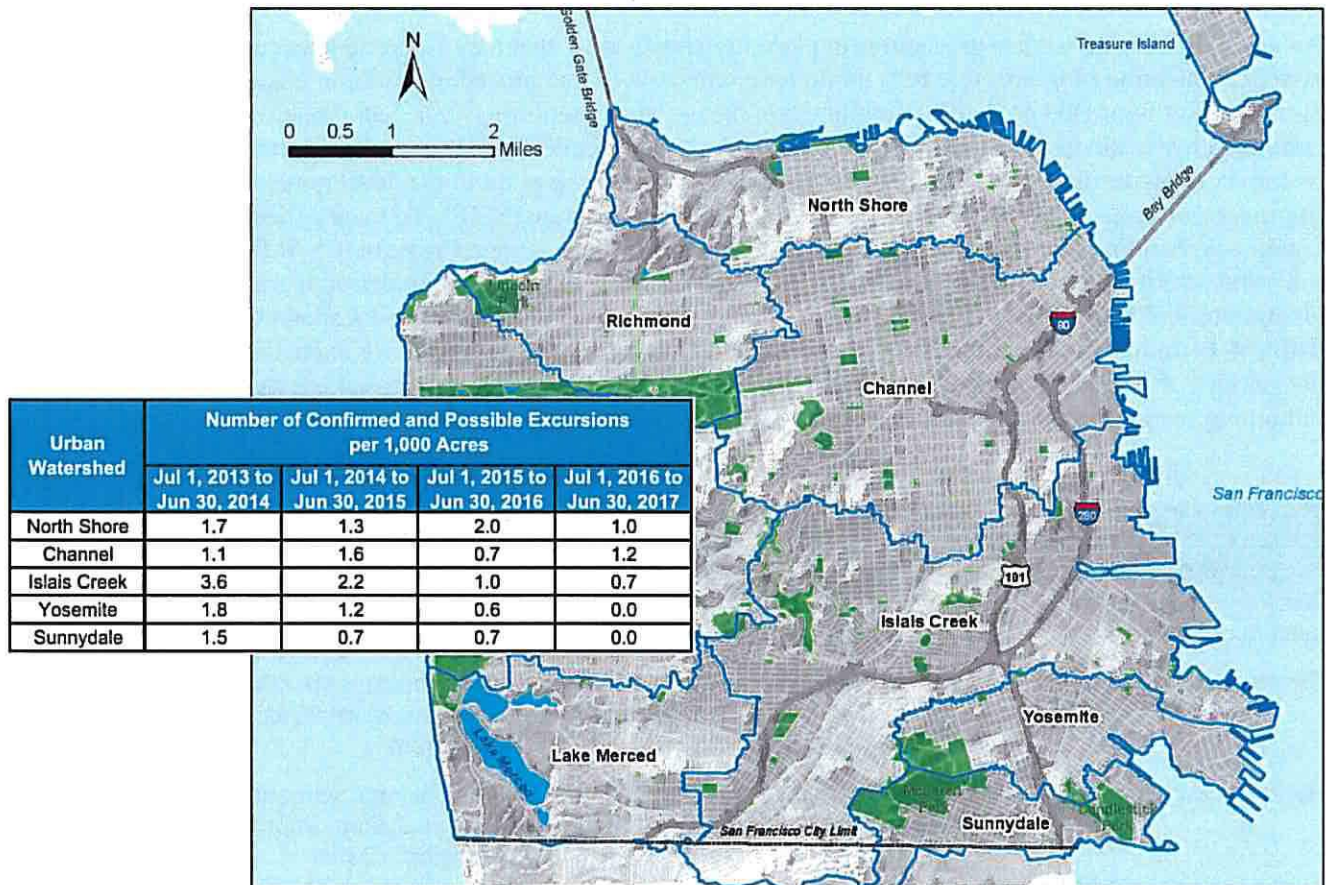 Treasure Island
Golden Gate Bridge
N
0 0.5 1 2
Miles
North Shore
Bay Bridge
Lincoln
Park
Richmond
80
Channel
Urban
Watershed
Number of Confirmed and Possible Excursions
per 1,000 Acres
Jul 1, 2013 to
Jun 30, 2014
Jul 1, 2014 to
Jun 30, 2015
Jul 1, 2015 to
Jun 30, 2016
Jul 1, 2016 to
Jun 30, 2017
North Shore 1.7 1.3 2.0 1.0
Channel 1.1 1.6 0.7 1.2
Islais Creek 3.6 2.2 1.0 0.7
Yosemite 1.8 1.2 0.6 0.0
Sunnydale 1.5 0.7 0.7 0.0
San Francisco
280
101
Islais Creek
Yosemite
Lake Merced
Lake Merced
McLaren
Park
Candlestick
Sunnydale
San Francisco City Limit